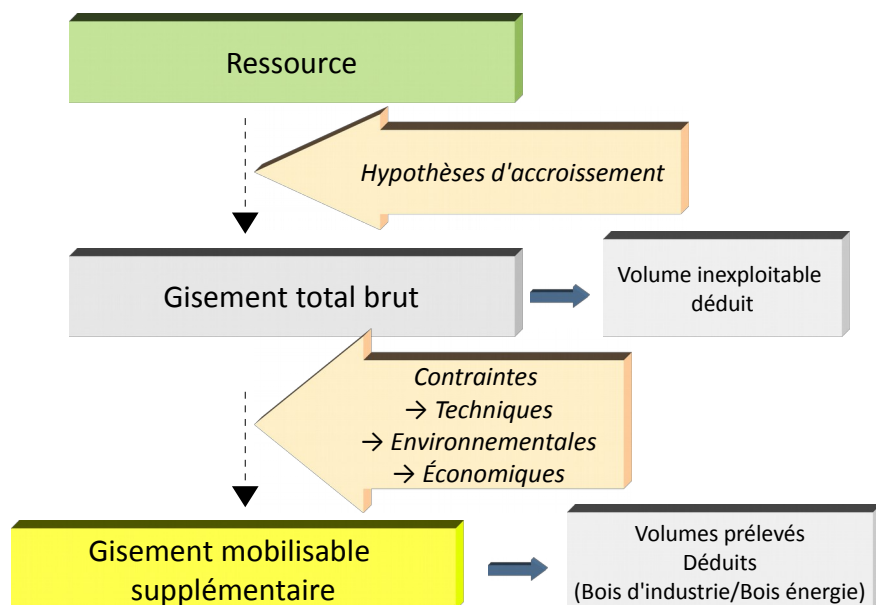 Ressource
Hypothèses d'accroissement
Gisement total brut
Volume inexploitable
déduit
Contraintes
→ Techniques
→ Environnementales
→ Économiques
Gisement mobilisable
supplémentaire
Volumes prélevés
Déduits
(Bois d'industrie/Bois énergie)